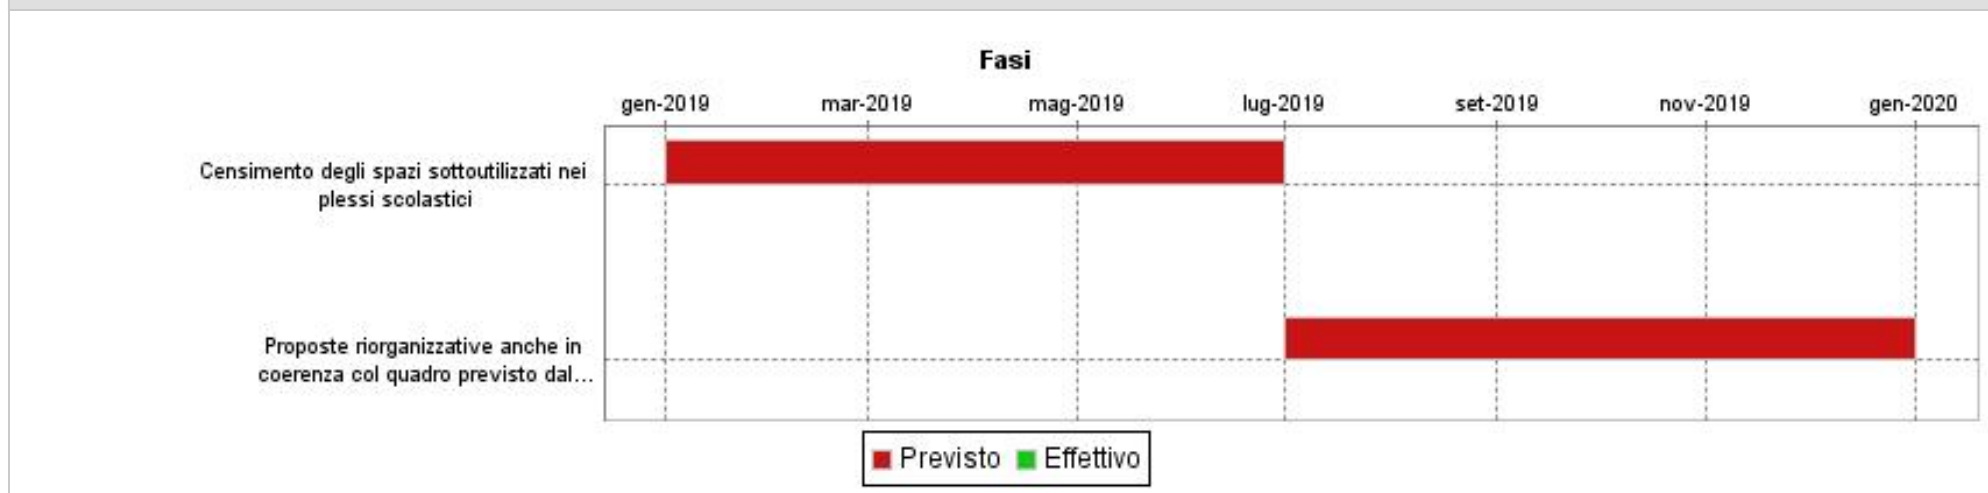 Fasi
gen-2019 mar-2019 mag-2019 lug-2019 set-2019 nov-2019 gen-2020
Censimento degli spazi sottoutilizzati nei
plessi scolastici
Proposte riorganizzative anche in
coerenza col quadro previsto dal...
Previsto Effettivo